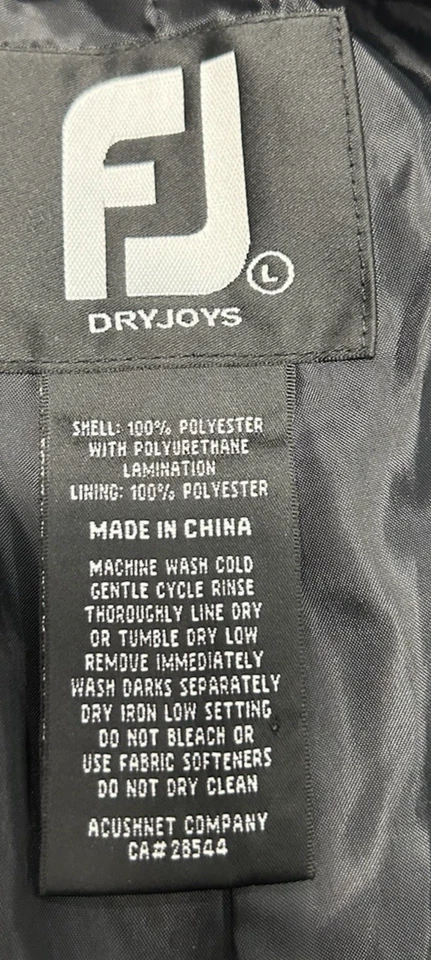 FJ
L
DRYJOYS
SHELL: 100% POLYESTER
WITH POLYURETHANE
LAMINATION
LINING: 100% POLYESTER
MADE IN CHINA
MACHINE WASH COLD
GENTLE CYCLE RINSE
THOROUGHLY LINE DRY
OR TUMBLE DRY LOW
REMOVE IMMEDIATELY
WASH DARKS SEPARATELY
DRY IRON LOW SETTING
DO NOT BLEACH OR
USE FABRIC SOFTENERS
DO NOT DRY CLEAN
ACUSHNET COMPANY
CA#28544